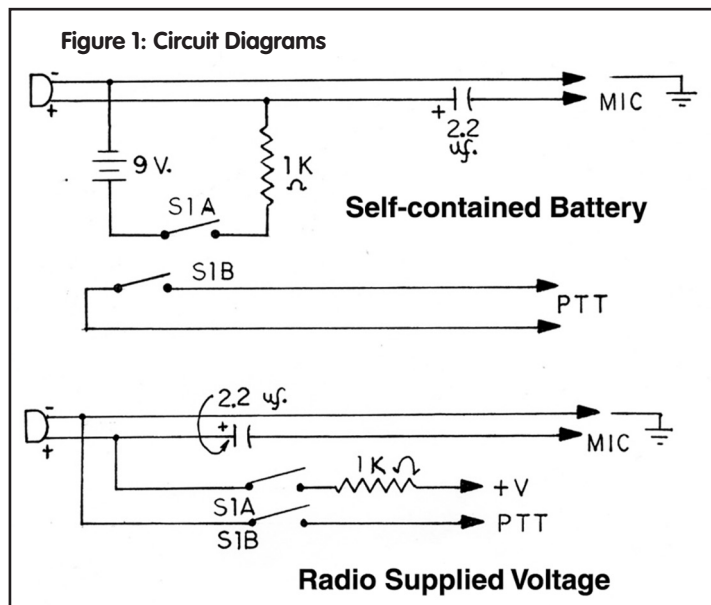 Figure 1: Circuit Diagrams
-
+
MIC
+
2.2
uf.
9 V.
1K
Ω
S1A
Self-contained Battery
S1B
PTT
2.2 uf.
-
+
+
MIC
1K Ω
+V
S1A
PTT
S1B
Radio Supplied Voltage